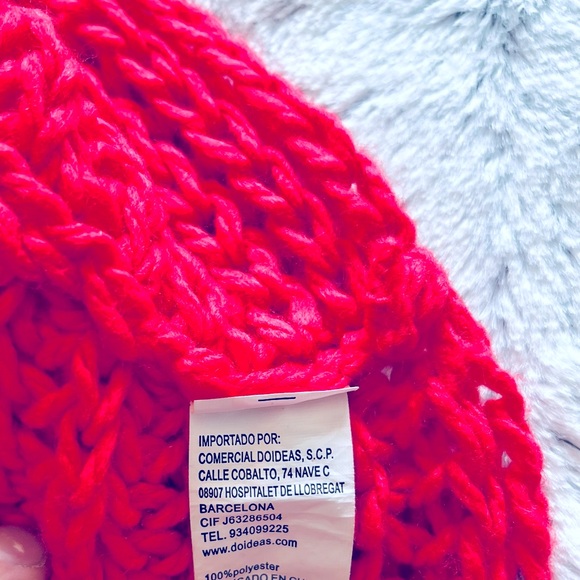 IMPORTADO POR:
COMERCIAL DOIDEAS, S.C.P.
CALLE COBALTO, 74 NAVE C
08907 HOSPITALET DE LLOBREGAT
BARCELONA
CIF J63286504
TEL. 934099225
www.doideas.com
100%polyester